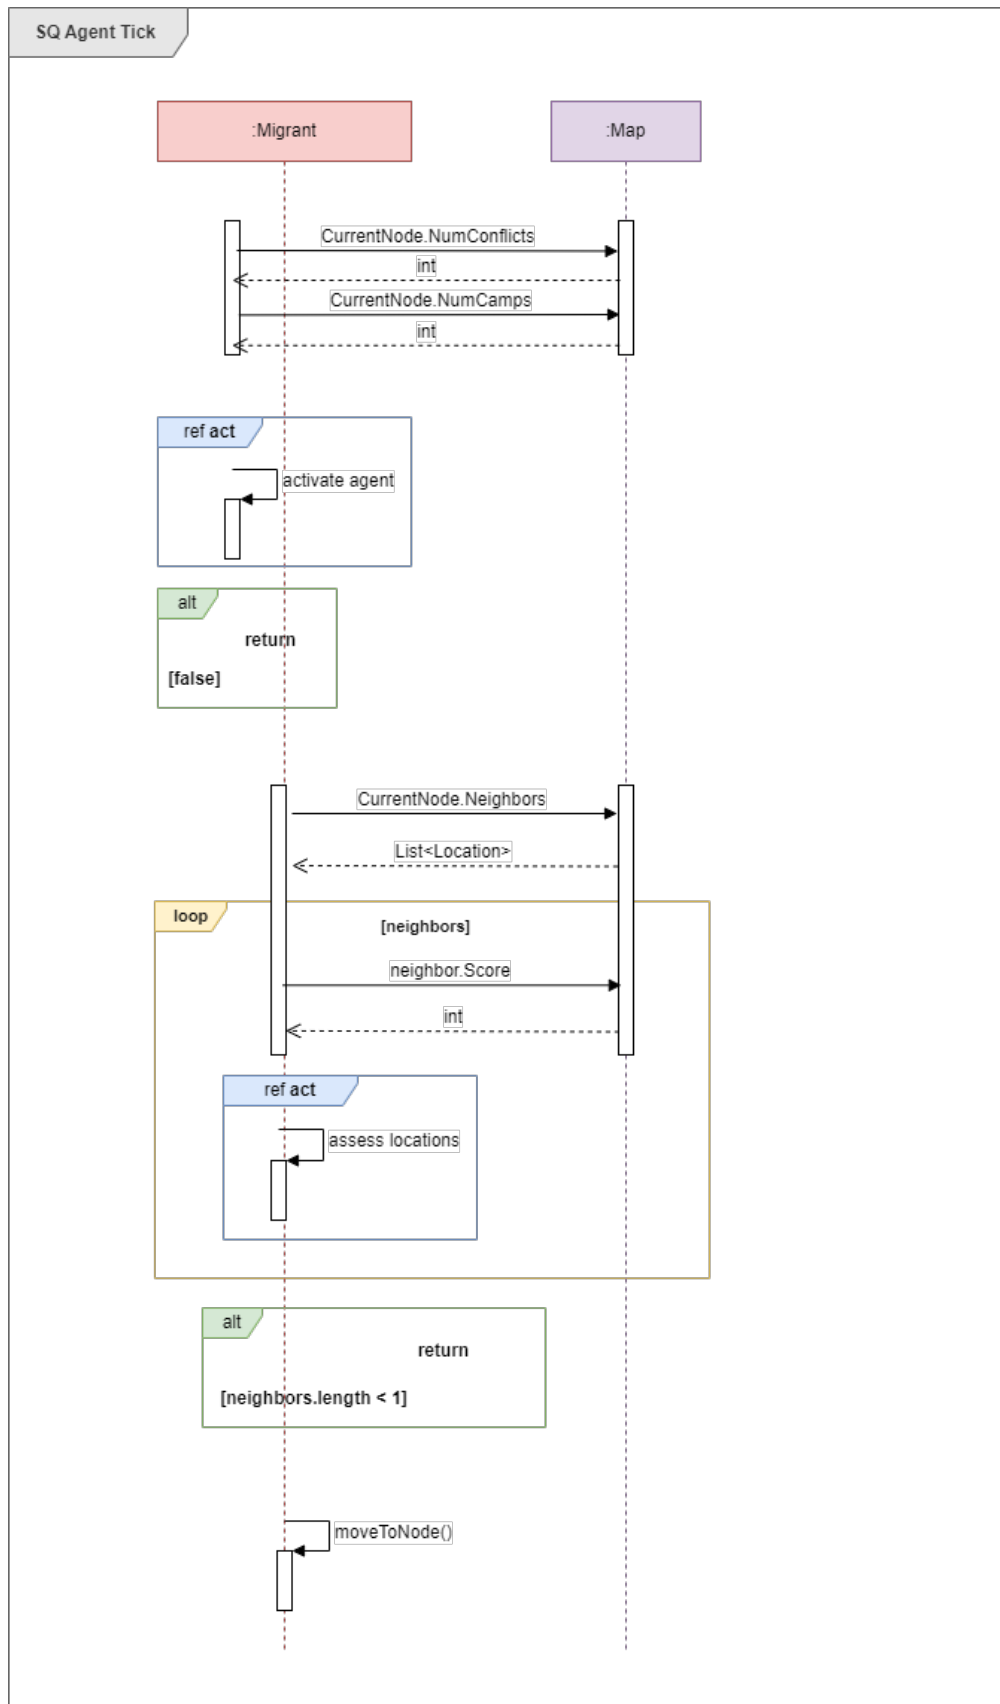 SQ Agent Tick
:Migrant
:Map
CurrentNode.NumConflicts
int
CurrentNode.NumCamps
int
ref act
activate agent
alt
return
[false]
CurrentNode.Neighbors
List<Location>
loop
[neighbors]
neighbor.Score
int
ref act
assess locations
alt
return
[neighbors.length < 1]
moveToNode()